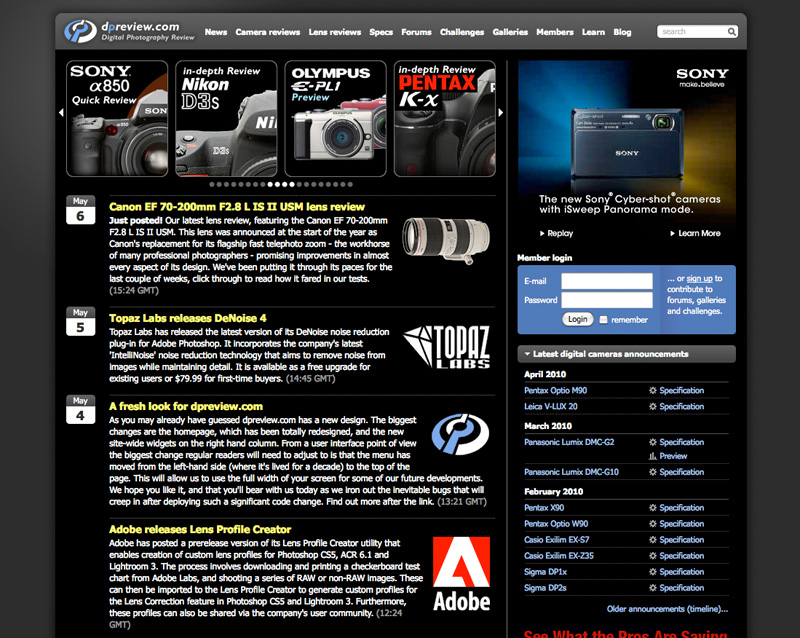 dpreview.com
Digital Photography Review
News Camera reviews Lens reviews Specs Forums Challenges Galleries Members Learn Blog
search
SONY
α850
Quick Review
SON
in-depth Review
Nikon
D3s
Ni
D3s
OLYMPUS
E-PL1
Preview
in-depth Review
PENTAX
K-x
SONY
make.believe
Cyber-shot
SONY
The new Sony® Cyber-shot® cameras
with iSweep Panorama mode.
Replay
Learn More
May
6
Canon EF 70-200mm F2.8 L IS II USM lens review
Just posted! Our latest lens review, featuring the Canon EF 70-200mm
F2.8 L IS II USM. This lens was announced at the start of the year as
Canon's replacement for its flagship fast telephoto zoom - the workhorse
of many professional photographers - promising improvements in almost
every aspect of its design. We've been putting it through its paces for the
last couple of weeks, click through to read how it fared in our tests.
(15:24 GMT)
May
5
Topaz Labs releases DeNoise 4
Topaz Labs has released the latest version of its DeNoise noise reduction
plug-in for Adobe Photoshop. It incorporates the company's latest
'IntelliNoise' noise reduction technology that aims to remove noise from
images while maintaining detail. It is available as a free upgrade for
existing users or $79.99 for first-time buyers. (14:45 GMT)
TOPAZ
LABS
May
4
A fresh look for dpreview.com
As you may already have guessed dpreview.com has a new design. The biggest
changes are the homepage, which has been totally redesigned, and the new
site-wide widgets on the right hand column. From a user interface point of view
the biggest change regular readers will need to adjust to is that the menu has
moved from the left-hand side (where it's lived for a decade) to the top of the
page. This will allow us to use the full width of your screen for some of our future developments.
We hope you like it, and that you'll bear with us today as we iron out the inevitable bugs that will
creep in after deploying such a significant code change. Find out more after the link. (13:21 GMT)
Adobe releases Lens Profile Creator
Adobe has posted a prerelease version of its Lens Profile Creator utility that
enables creation of custom lens profiles for Photoshop CS5, ACR 6.1 and
Lightroom 3. The process involves downloading and printing a checkerboard test
chart from Adobe Labs, and shooting a series of RAW or non-RAW images. These
can then be imported to the Lens Profile Creator to generate custom profiles for
the Lens Correction feature in Photoshop CS5 and Lightroom 3. Furthermore,
these profiles can also be shared via the company's user community. (12:24
GMT)
Adobe
Member login
E-mail
Password
Login
remember
... or sign up to
contribute to
forums, galleries
and challenges.
Latest digital cameras announcements
April 2010
Pentax Optio M90 Specification
Leica V-LUX 20 Specification
March 2010
Panasonic Lumix DMC-G2 Specification
Preview
Panasonic Lumix DMC-G10 Specification
February 2010
Pentax X90 Specification
Pentax Optio W90 Specification
Casio Exilim EX-S7 Specification
Casio Exilim EX-Z35 Specification
Sigma DP1x Specification
Sigma DP2s Specification
Older announcements (timeline)...
See What the Pros Are Saying